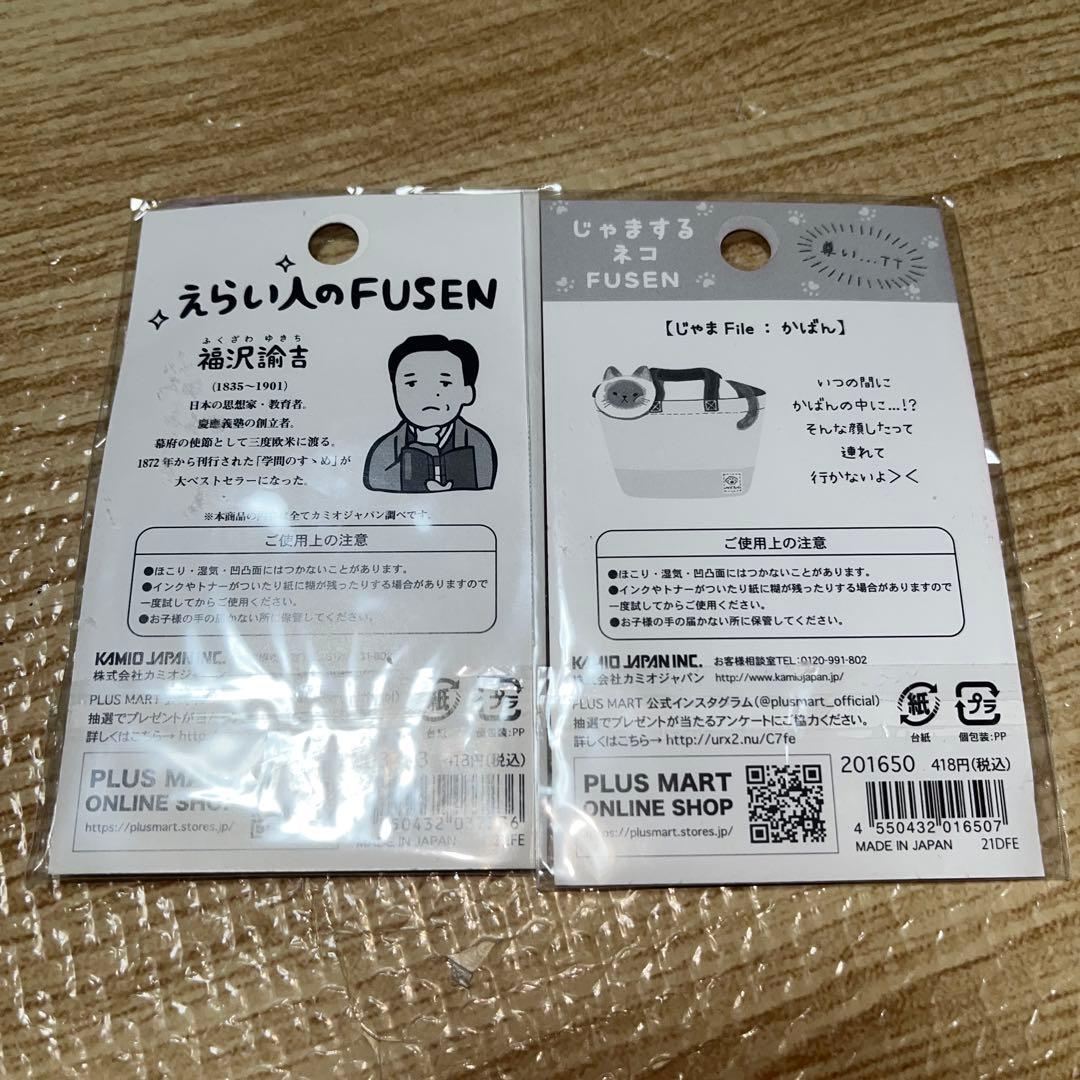 えらい人のFUSEN
ふくざわ ゆきち
福沢諭吉
(1835〜1901)
日本の思想家・教育者。
慶應義塾の創立者。
幕府の使節として三度欧米に渡る。
1872年から刊行された「学問のすゝめ」が
大ベストセラーになった。
※本商品の 全てカミオジャパン調べです。
ご使用上の注意
●ほこり・湿気・凹凸面にはつかないことがあります。
●インクやトナーがついたり紙に糊が残ったりする場合がありますので
一度試してからご使用ください。
●お子様の手の届かない所に保管してください。
KAMIO JAPAN INC.
株式会社カミオジャパン
PLUS MART
抽選でプレゼントが当
詳しくはこちら→ http://u
紙
台紙
プラ
個包装:PP
418円(税込)
PLUS MA
ONLINE SHOP
https://plusmart.stores.jp/
MADE IN JAPAN
じゃまする
ネコ
FUSEN
尊い…TT
【じゃまFile：かばん】
いつの間に
かばんの中に…!?
そんな顔したって
連れて
行かないよ＞＜
ご使用上の注意
●ほこり・湿気・凹凸面にはつかないことがあります。
●インクやトナーがついたり紙に糊が残ったりする場合がありますので
一度試してからご使用ください。
●お子様の手の届かない所に保管してください。
KAMIO JAPAN INC. お客様相談室TEL:0120-991-802
株式会社カミオジャパン http://www.kamiojapan.jp/
PLUS MART 公式インスタグラム(@plusmart_official)
抽選でプレゼントが当たるアンケートにご協力ください。
詳しくはこちら→ http://urx2.nu/C7fe
紙
台紙
プラ
個包装:PP
PLUS MART
ONLINE SHOP
https://plusmart.stores.jp/
201650 418円(税込)
4 550432 016507
MADE IN JAPAN 21DFE